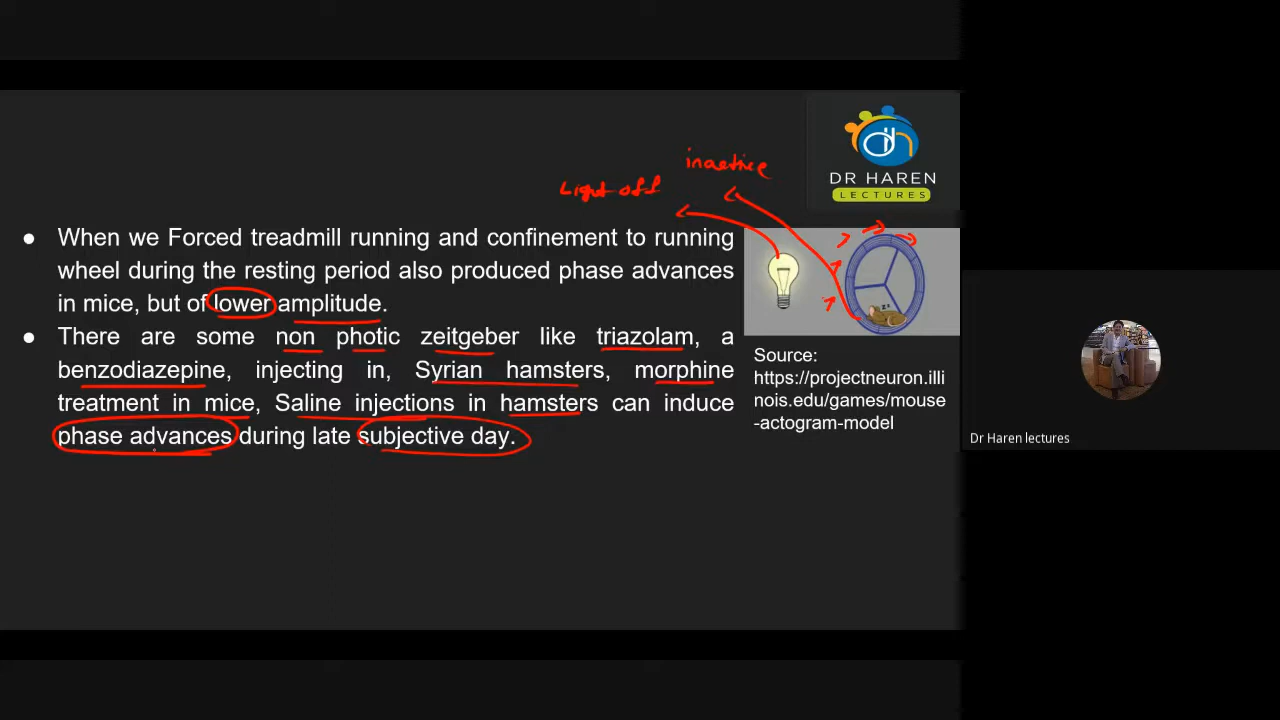 inactive
Light off
DR HAREN
LECTURES
● When we Forced treadmill running and confinement to running
wheel during the resting period also produced phase advances
in mice, but of lower amplitude.
● There are some non photic zeitgeber like triazolam, a
benzodiazepine, injecting in, Syrian hamsters, morphine
treatment in mice, Saline injections in hamsters can induce
phase advances during late subjective day.
Source:
https://projectneuron.illi
nois.edu/games/mouse
-actogram-model
Dr Haren lectures